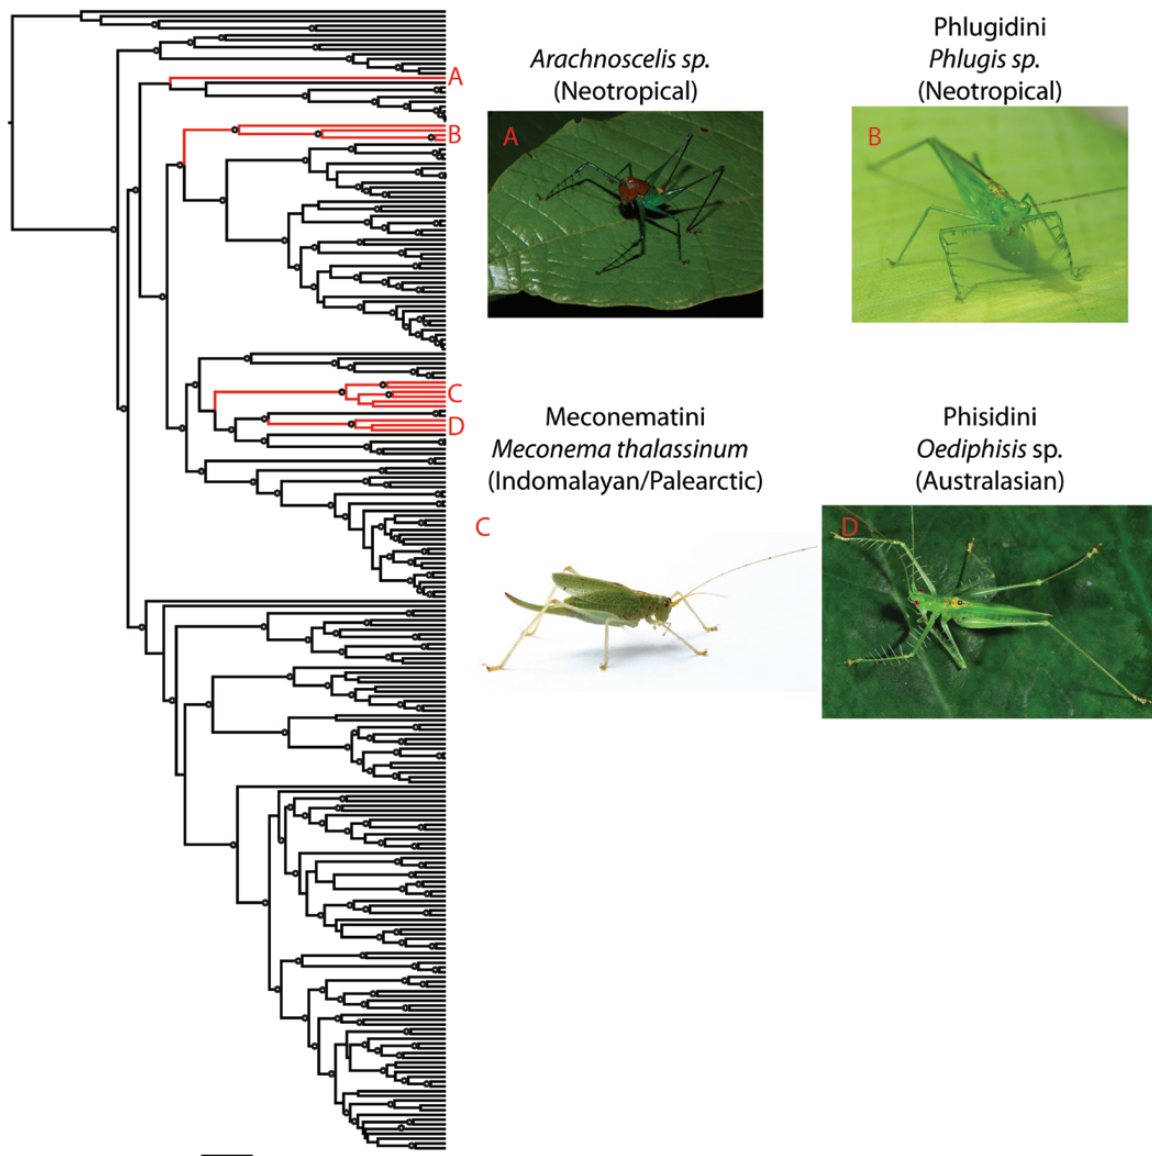 Arachnoscelis sp.
(Neotropical)
Phlugidini
Phlugis sp.
(Neotropical)
A
B
A
B
C
D
Meconematini
Meconema thalassinum
(Indomalayan/Palearctic)
Phisidini
Oediphisis sp.
(Australasian)
C
D